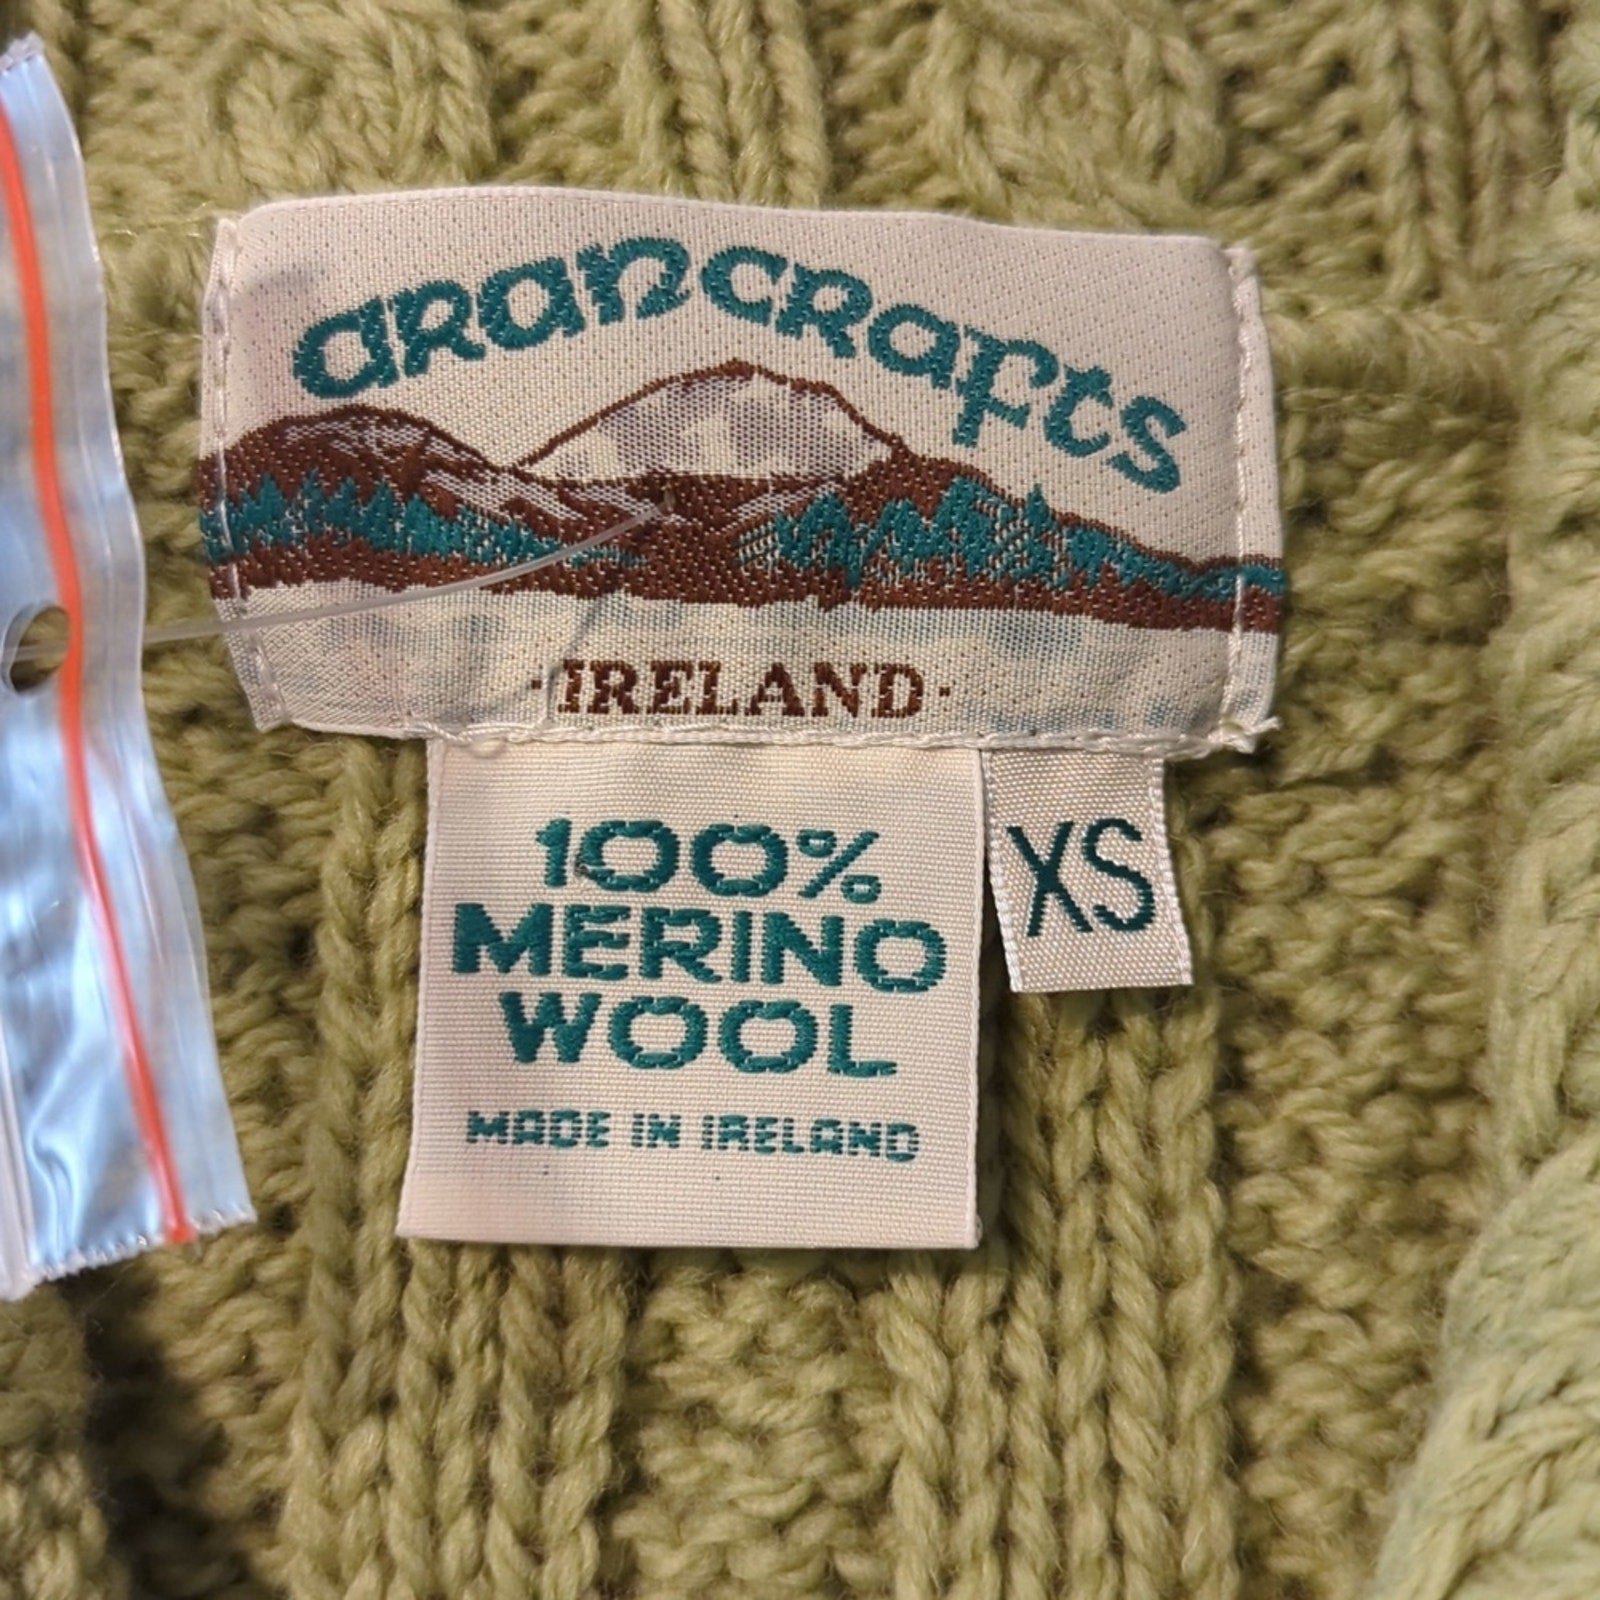 arancrafts
·IRELAND·
100%
MERINO
WOOL
MADE IN IRELAND
XS